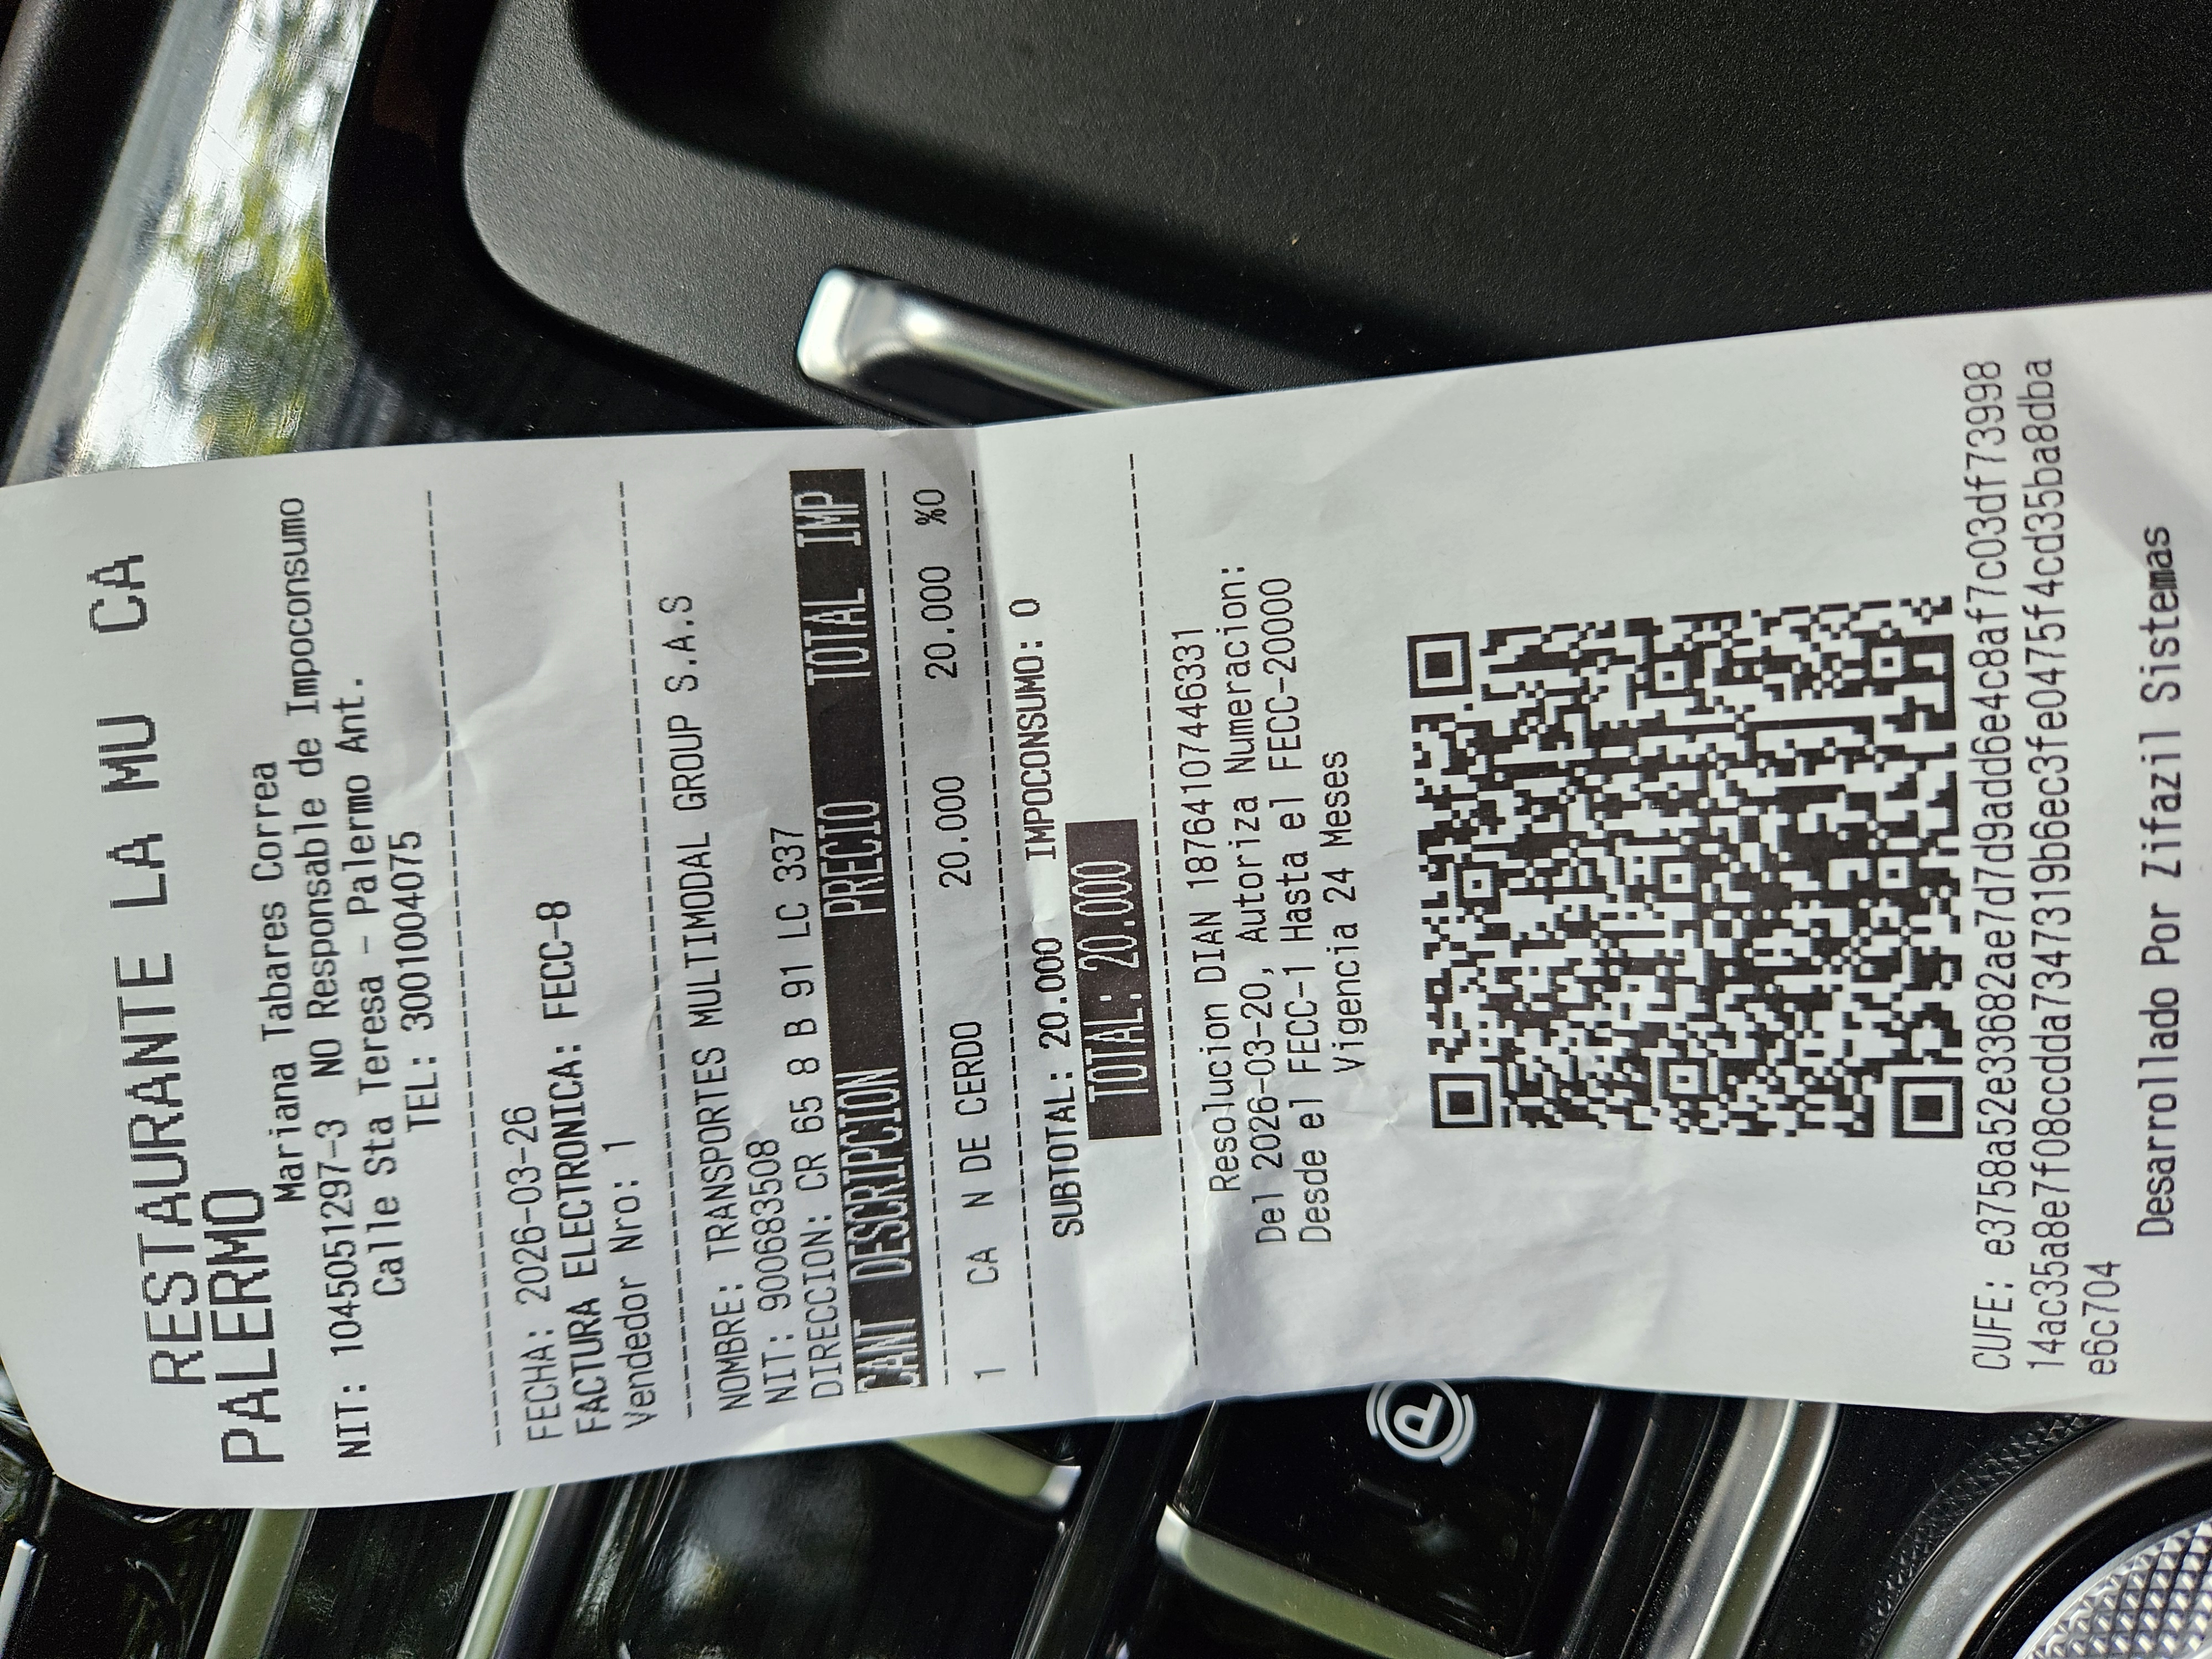 RESTAURANTE LA MU CA
PALERMO
Mariana Tabares Correa
NIT: 1045051297-3 NO Responsable de Impoconsumo
Calle Sta Teresa - Palermo Ant.
TEL: 3001004075
FECHA: 2026-03-26
FACTURA ELECTRONICA: FECC-8
Vendedor Nro: 1
NOMBRE: TRANSPORTES MULTIMODAL GROUP S.A.S
NIT: 900683508
DIRECCION: CR 65 8 B 91 LC 337
CANT DESCRIPCION PRECIO TOTAL IMP
1 CA N DE CERDO 20.000 20.000 %0
SUBTOTAL: 20.000 IMPOCONSUMO: 0
TOTAL: 20.000
Resolucion DIAN 18764107446331
Del 2026-03-20, Autoriza Numeracion:
Desde el FECC-1 Hasta el FECC-20000
Vigencia 24 Meses
CUFE: e3758a52e33682ae7d7d9add6e4c8af7c03df73998
14ac35a8e7f08ccdda7347319b6ec3fe0475f4cd35ba8dba
e6c704
Desarrollado Por Zifazil Sistemas
P